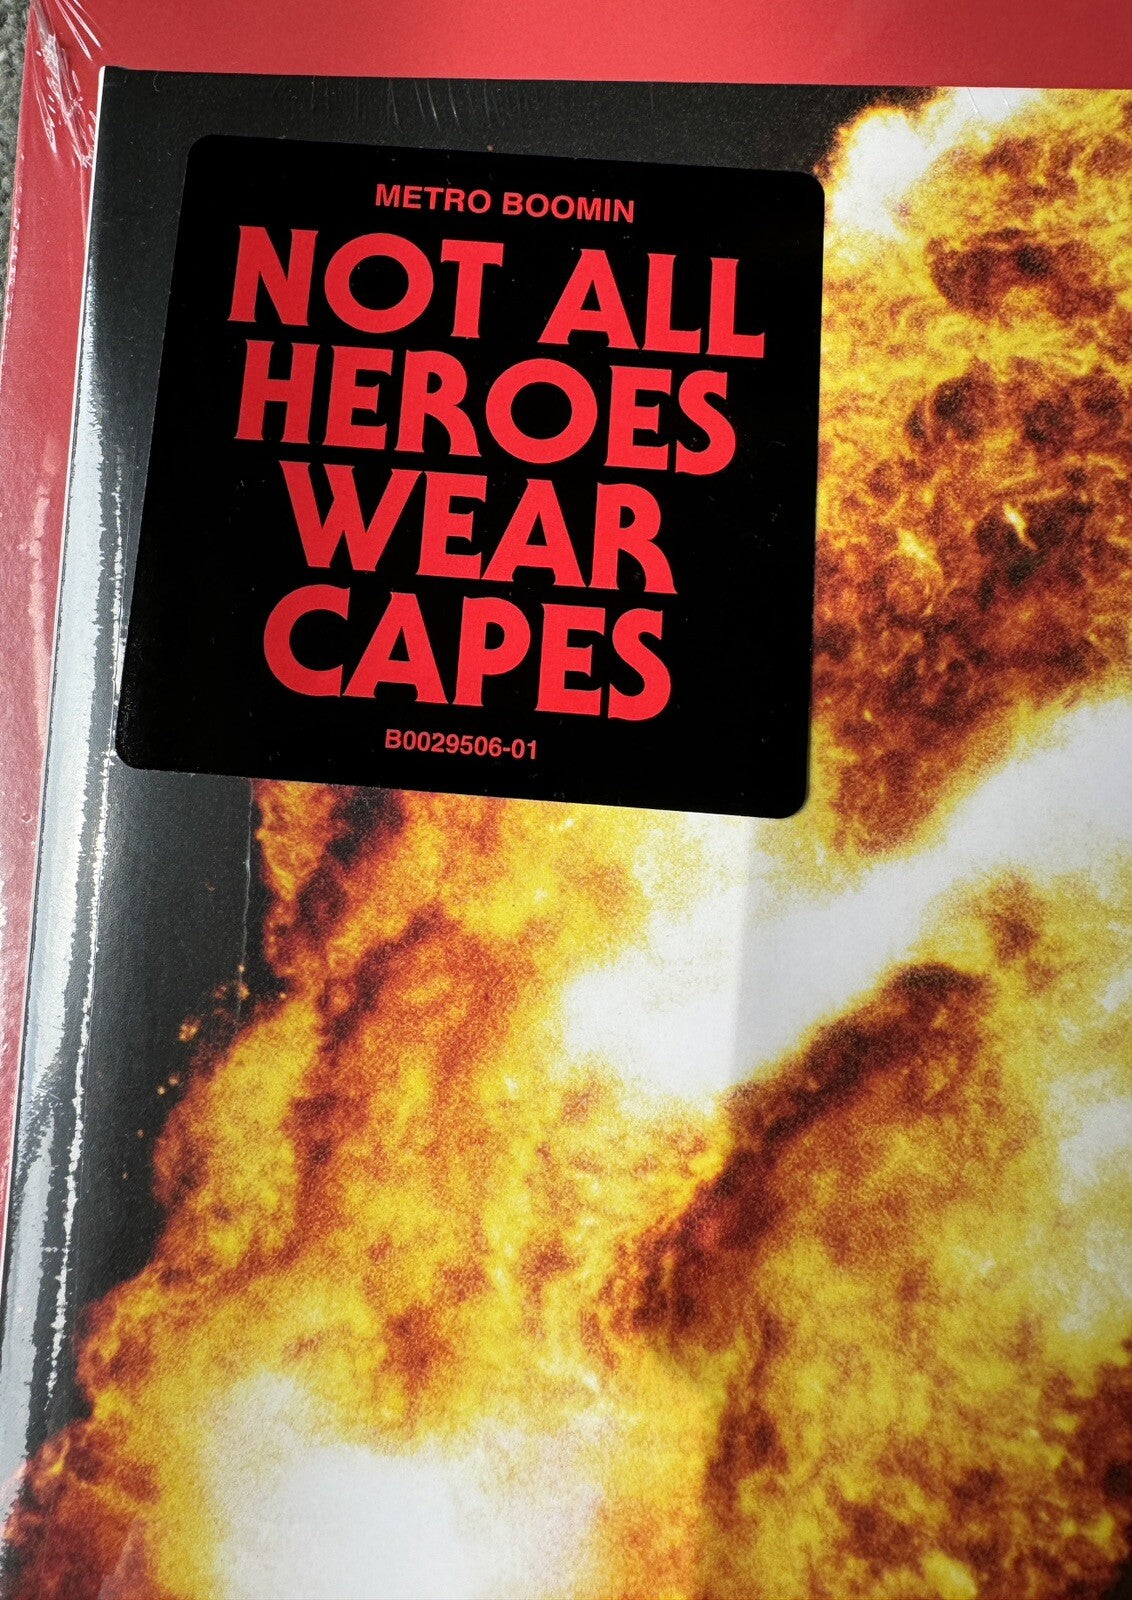 METRO BOOMIN
NOT ALL
HEROES
WEAR
CAPES
B0029506-01